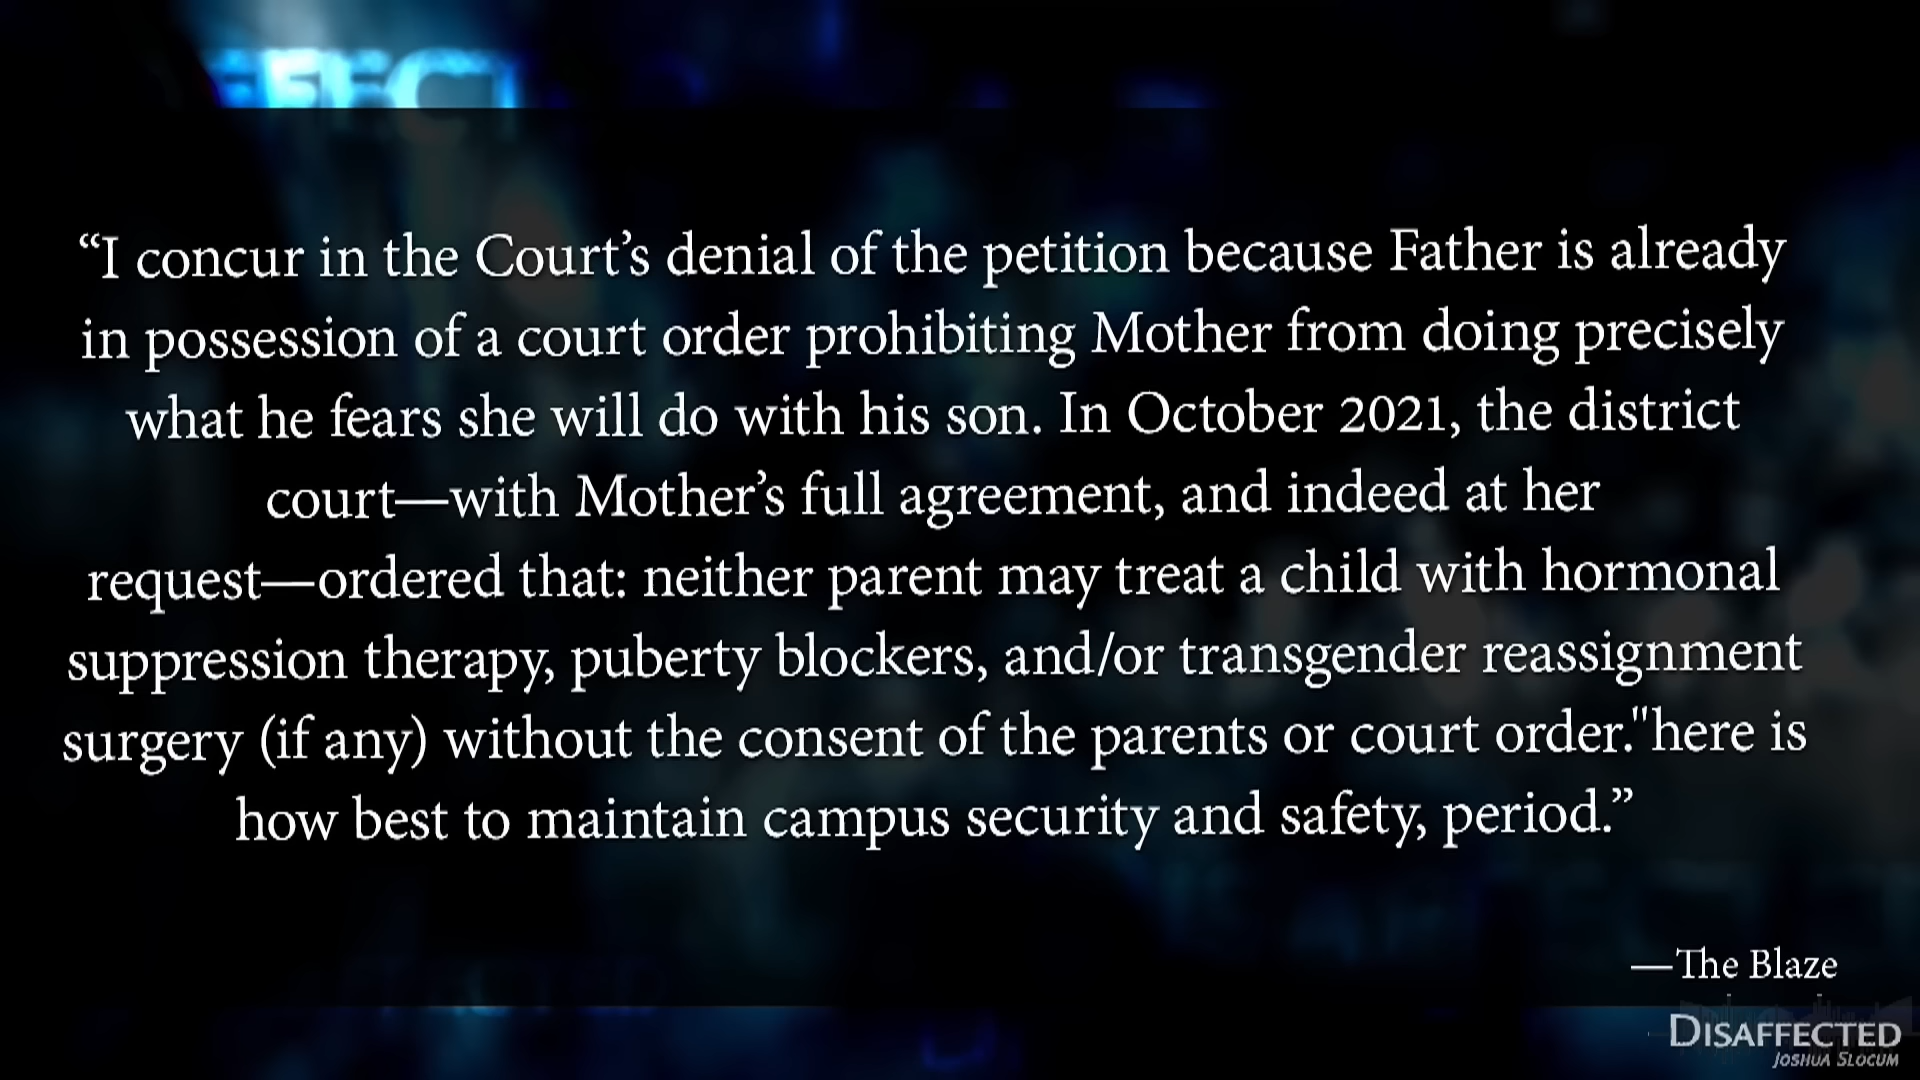 EFFECT
“I concur in the Court’s denial of the petition because Father is already
in possession of a court order prohibiting Mother from doing precisely
what he fears she will do with his son. In October 2021, the district
court—with Mother’s full agreement, and indeed at her
request—ordered that: neither parent may treat a child with hormonal
suppression therapy, puberty blockers, and/or transgender reassignment
surgery (if any) without the consent of the parents or court order."here is
how best to maintain campus security and safety, period.”
—The Blaze
DISAFFECTED
JOSHUA SLOCUM